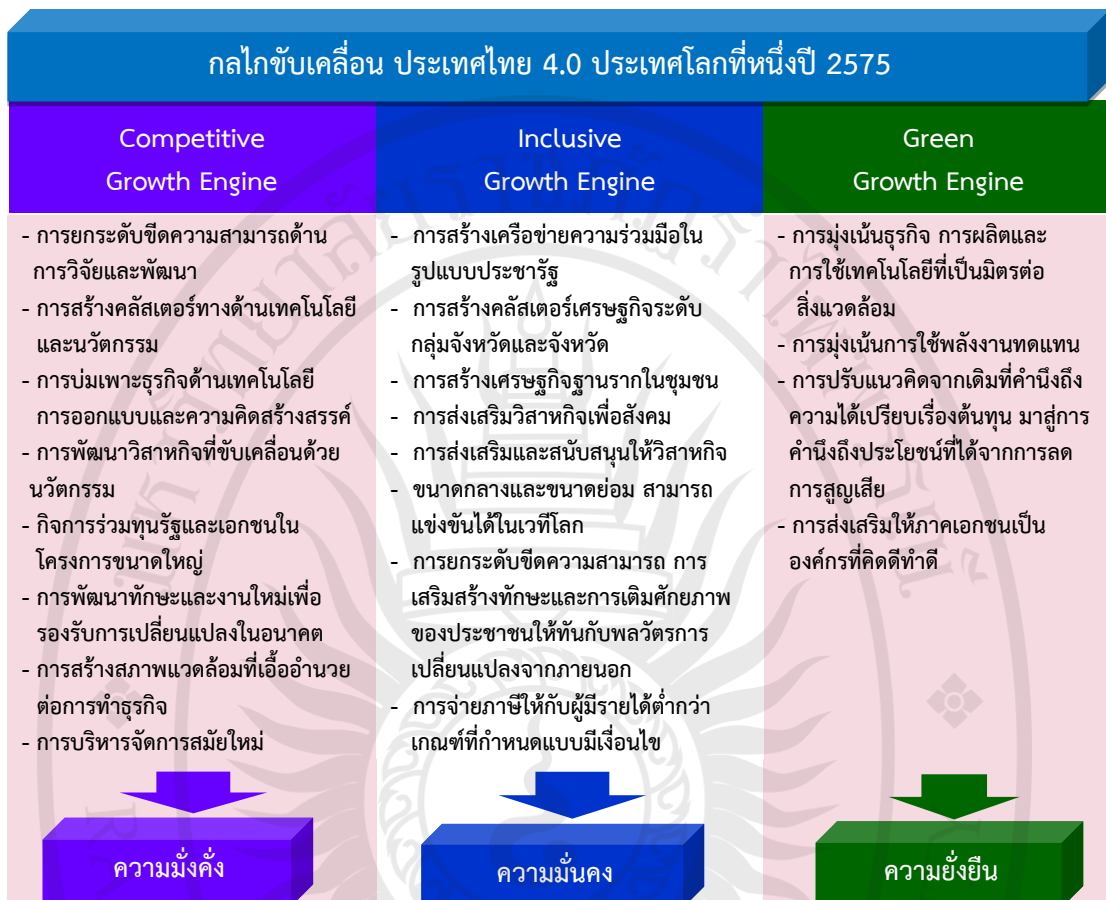 กลไกขับเคลื่อน ประเทศไทย 4.0 ประเทศโลกที่หนึ่งปี 2575
Competitive
Growth Engine
- การยกระดับขีดความสามารถด้าน
การวิจัยและพัฒนา
- การสร้างคลัสเตอร์ทางด้านเทคโนโลยี
และนวัตกรรม
- การบ่มเพาะธุรกิจด้านเทคโนโลยี
การออกแบบและความคิดสร้างสรรค์
- การพัฒนาวิสาหกิจที่ขับเคลื่อนด้วย
นวัตกรรม
- กิจการร่วมทุนรัฐและเอกชนใน
โครงการขนาดใหญ่
- การพัฒนาทักษะและงานใหม่เพื่อ
รองรับการเปลี่ยนแปลงในอนาคต
- การสร้างสภาพแวดล้อมที่เอื้ออำนวย
ต่อการทำธุรกิจ
- การบริหารจัดการสมัยใหม่
ความมั่งคั่ง
Inclusive
Growth Engine
- การสร้างเครือข่ายความร่วมมือใน
รูปแบบประชารัฐ
- การสร้างคลัสเตอร์เศรษฐกิจระดับ
กลุ่มจังหวัดและจังหวัด
- การสร้างเศรษฐกิจฐานรากในชุมชน
- การส่งเสริมวิสาหกิจเพื่อสังคม
- การส่งเสริมและสนับสนุนให้วิสาหกิจ
- ขนาดกลางและขนาดย่อม สามารถ
แข่งขันได้ในเวทีโลก
- การยกระดับขีดความสามารถ การ
เสริมสร้างทักษะและการเติมศักยภาพ
ของประชาชนให้ทันกับพลวัตรการ
เปลี่ยนแปลงจากภายนอก
- การจ่ายภาษีให้กับผู้มีรายได้ต่ำกว่า
เกณฑ์ที่กำหนดแบบมีเงื่อนไข
ความมั่นคง
Green
Growth Engine
- การมุ่งเน้นธุรกิจ การผลิตและ
การใช้เทคโนโลยีที่เป็นมิตรต่อ
สิ่งแวดล้อม
- การมุ่งเน้นการใช้พลังงานทดแทน
- การปรับแนวคิดจากเดิมที่คำนึงถึง
ความได้เปรียบเรื่องต้นทุน มาสู่การ
คำนึงถึงประโยชน์ที่ได้จากการลด
การสูญเสีย
- การส่งเสริมให้ภาคเอกชนเป็น
องค์กรที่คิดดีทำดี
ความยั่งยืน